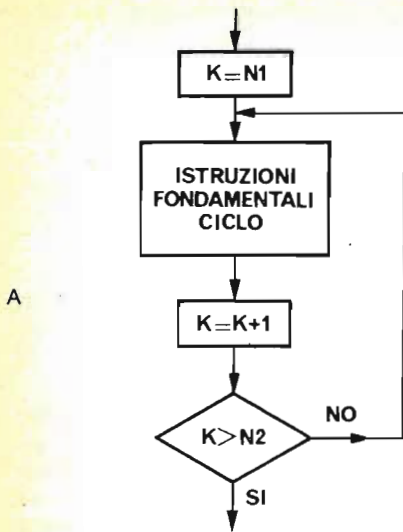 K=N1
ISTRUZIONI
FONDAMENTALI
CICLO
A
K=K+1
K>N2
NO
SI